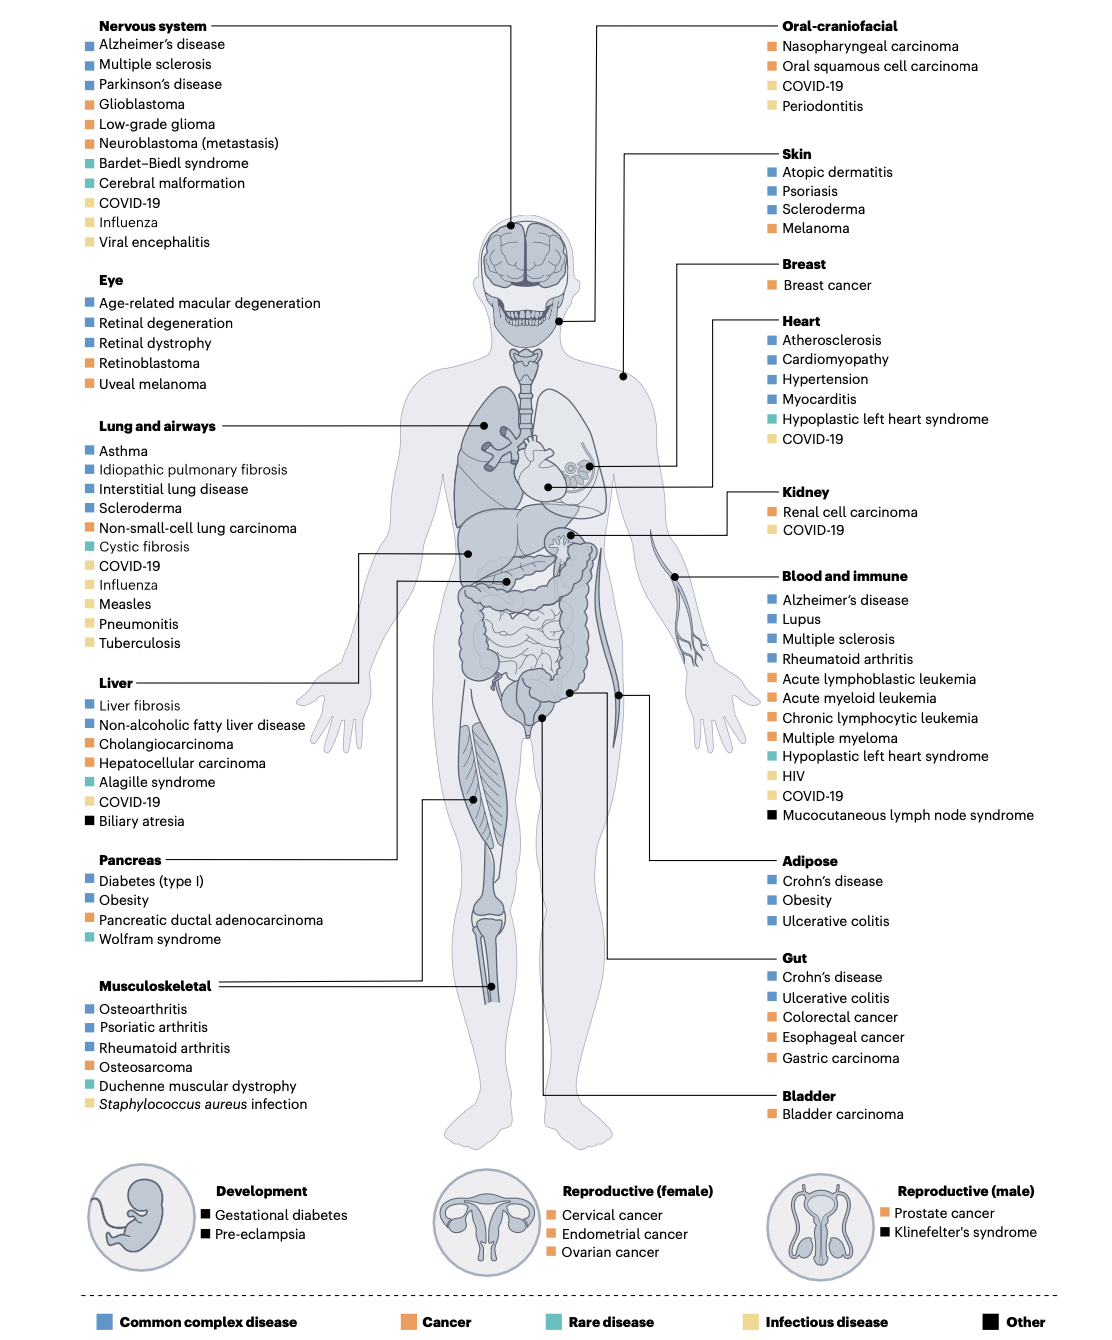 Nervous system
Alzheimer's disease
Multiple sclerosis
Parkinson's disease
Glioblastoma
Low-grade glioma
Neuroblastoma (metastasis)
Bardet–Biedl syndrome
Cerebral malformation
COVID-19
Influenza
Viral encephalitis
Eye
Age-related macular degeneration
Retinal degeneration
Retinal dystrophy
Retinoblastoma
Uveal melanoma
Lung and airways
Asthma
Idiopathic pulmonary fibrosis
Interstitial lung disease
Scleroderma
Non-small-cell lung carcinoma
Cystic fibrosis
COVID-19
Influenza
Measles
Pneumonitis
Tuberculosis
Liver
Liver fibrosis
Non-alcoholic fatty liver disease
Cholangiocarcinoma
Hepatocellular carcinoma
Alagille syndrome
COVID-19
Biliary atresia
Pancreas
Diabetes (type I)
Obesity
Pancreatic ductal adenocarcinoma
Wolfram syndrome
Musculoskeletal
Osteoarthritis
Psoriatic arthritis
Rheumatoid arthritis
Osteosarcoma
Duchenne muscular dystrophy
Staphylococcus aureus infection
Oral-craniofacial
Nasopharyngeal carcinoma
Oral squamous cell carcinoma
COVID-19
Periodontitis
Skin
Atopic dermatitis
Psoriasis
Scleroderma
Melanoma
Breast
Breast cancer
Heart
Atherosclerosis
Cardiomyopathy
Hypertension
Myocarditis
Hypoplastic left heart syndrome
COVID-19
Kidney
Renal cell carcinoma
COVID-19
Blood and immune
Alzheimer's disease
Lupus
Multiple sclerosis
Rheumatoid arthritis
Acute lymphoblastic leukemia
Acute myeloid leukemia
Chronic lymphocytic leukemia
Multiple myeloma
Hypoplastic left heart syndrome
HIV
COVID-19
Mucocutaneous lymph node syndrome
Adipose
Crohn's disease
Obesity
Ulcerative colitis
Gut
Crohn's disease
Ulcerative colitis
Colorectal cancer
Esophageal cancer
Gastric carcinoma
Bladder
Bladder carcinoma
Development
Gestational diabetes
Pre-eclampsia
Reproductive (female)
Cervical cancer
Endometrial cancer
Ovarian cancer
Reproductive (male)
Prostate cancer
Klinefelter's syndrome
Common complex disease
Cancer
Rare disease
Infectious disease
Other